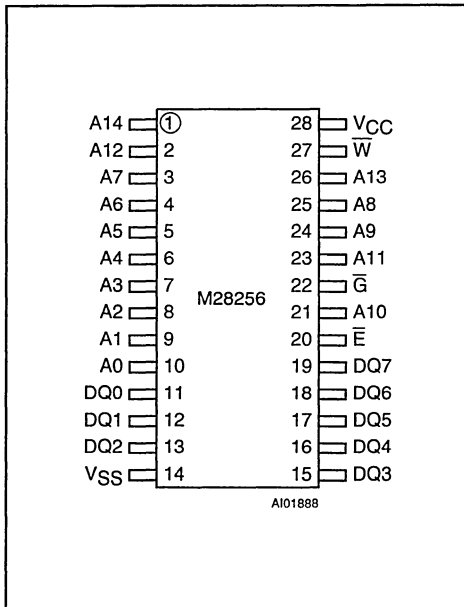 A14 1 28 VCC
A12 2 27 W̅
A7 3 26 A13
A6 4 25 A8
A5 5 24 A9
A4 6 23 A11
A3 7 22 G̅
A2 8 M28256 21 A10
A1 9 20 E̅
A0 10 19 DQ7
DQ0 11 18 DQ6
DQ1 12 17 DQ5
DQ2 13 16 DQ4
VSS 14 15 DQ3
AI01888